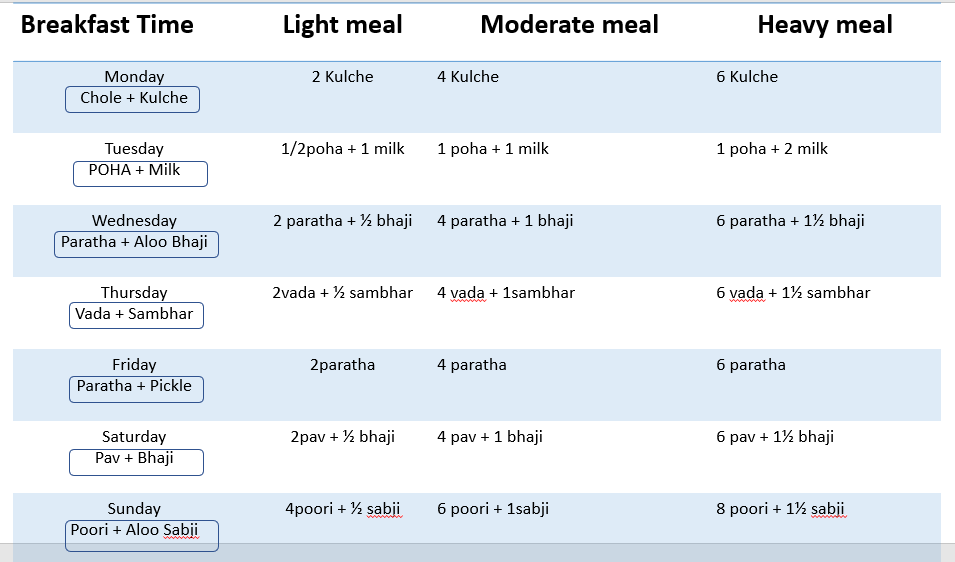 Breakfast Time Light meal Moderate meal Heavy meal
Monday 2 Kulche 4 Kulche 6 Kulche
Chole + Kulche
Tuesday 1/2poha + 1 milk 1 poha + 1 milk 1 poha + 2 milk
POHA + Milk
Wednesday 2 paratha + ½ bhaji 4 paratha + 1 bhaji 6 paratha + 1½ bhaji
Paratha + Aloo Bhaji
Thursday 2vada + ½ sambhar 4 vada + 1sambhar 6 vada + 1½ sambhar
Vada + Sambhar
Friday 2paratha 4 paratha 6 paratha
Paratha + Pickle
Saturday 2pav + ½ bhaji 4 pav + 1 bhaji 6 pav + 1½ bhaji
Pav + Bhaji
Sunday 4poori + ½ sabji 6 poori + 1sabji 8 poori + 1½ sabji
Poori + Aloo Sabji